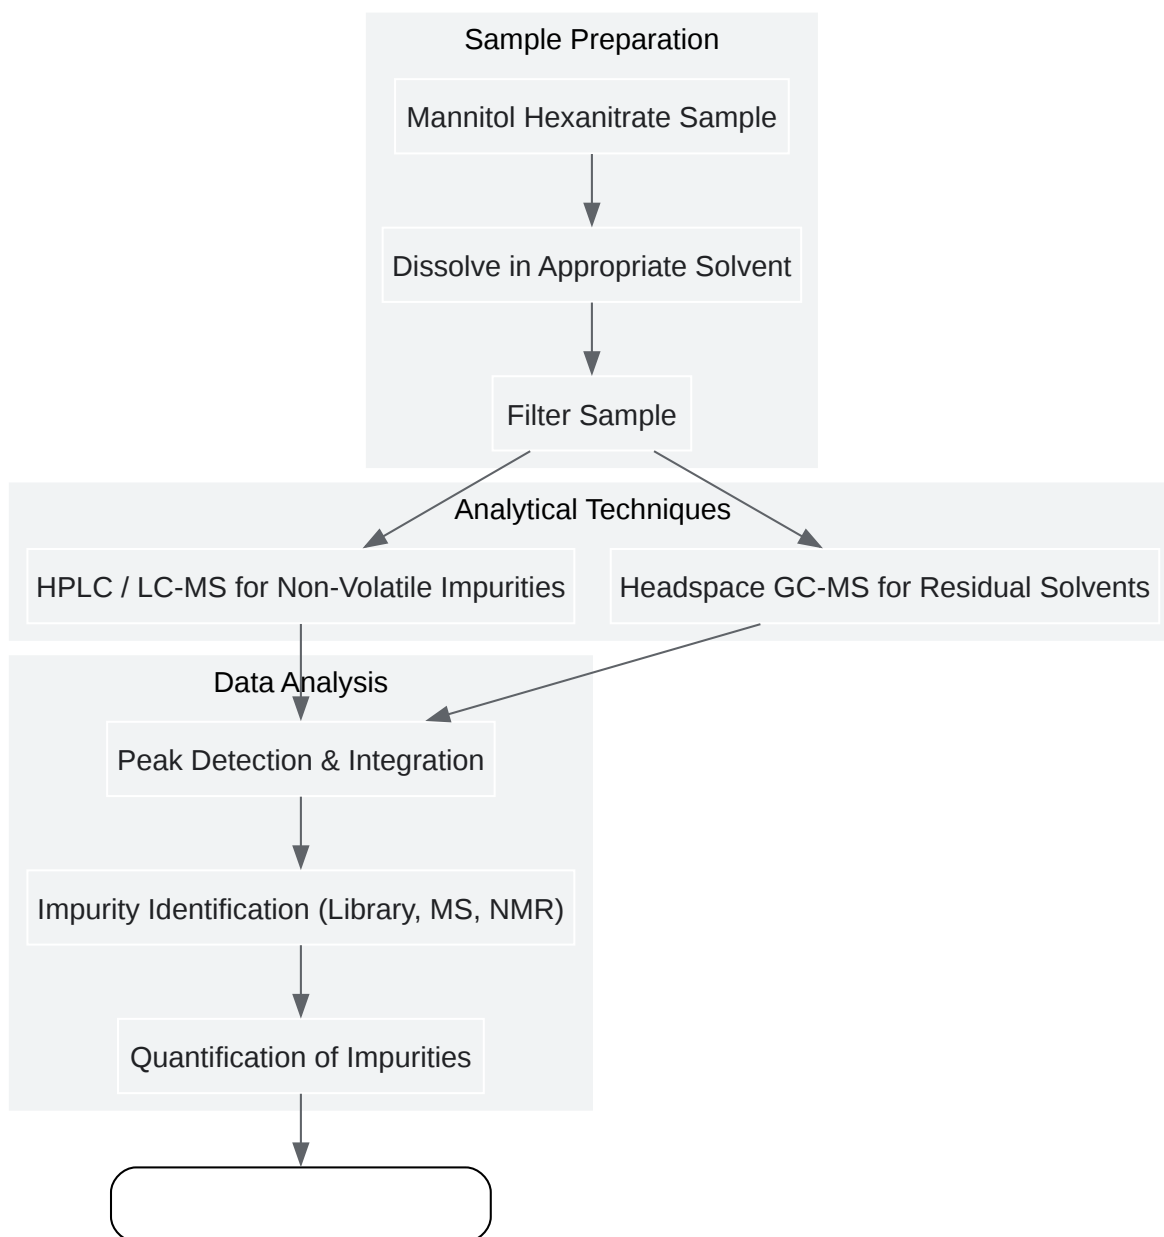 Sample Preparation
Mannitol Hexanitrate Sample
Dissolve in Appropriate Solvent
Filter Sample
Analytical Techniques
HPLC / LC-MS for Non-Volatile Impurities
Headspace GC-MS for Residual Solvents
Data Analysis
Peak Detection & Integration
Impurity Identification (Library, MS, NMR)
Quantification of Impurities